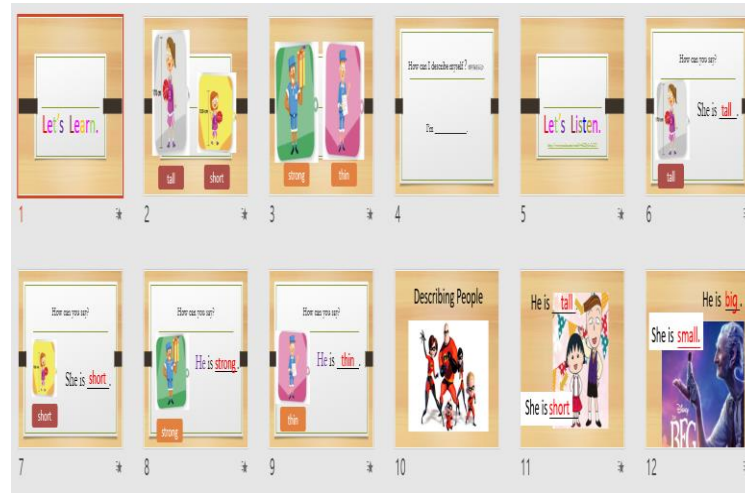 Let's Learn.
tall
short
strong
thin
How can I describe myself?
I'm __________.
Let's Listen.
How can you say?
She is tall.
tall
1
2
3
4
5
6
How can you say?
She is short.
short
How can you say?
He is strong.
strong
How can you say?
He is thin.
thin
Describing People
He is tall
She is short
He is big.
She is small.
Disney
BFG
7
8
9
10
11
12